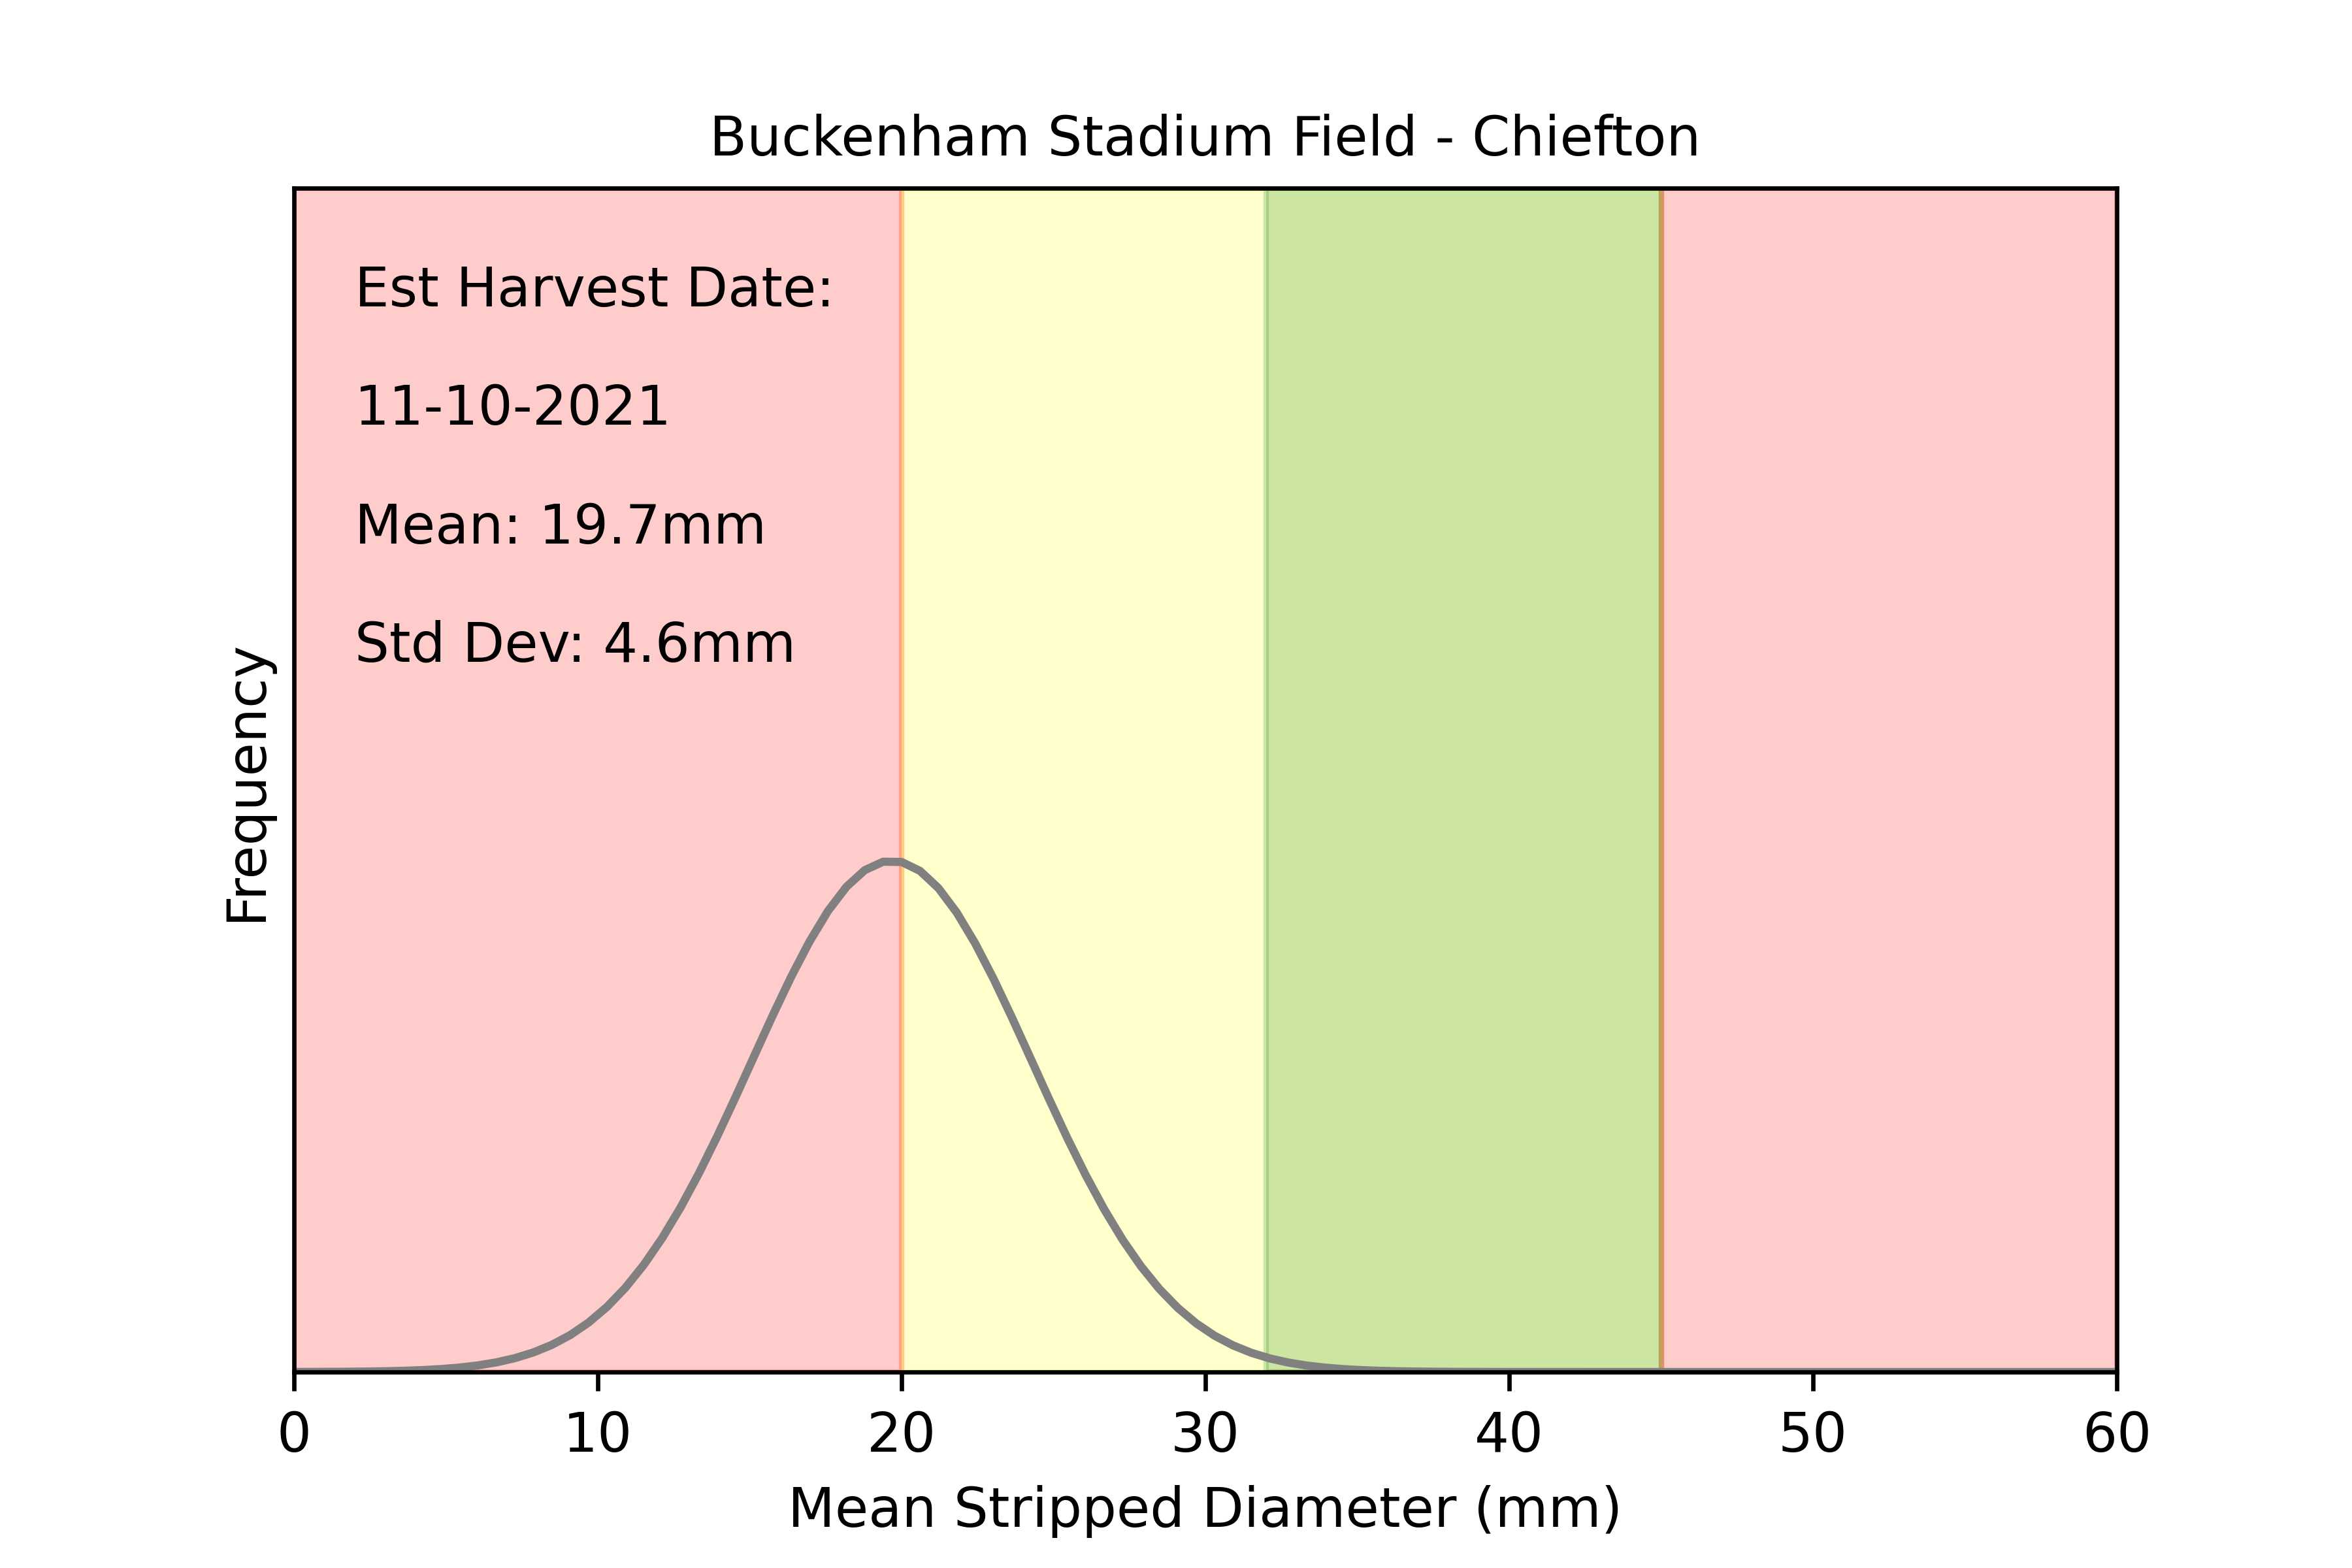 Buckenham Stadium Field - Chiefton
Est Harvest Date:
11-10-2021
Mean: 19.7mm
Std Dev: 4.6mm
Frequency
0 10 20 30 40 50 60
Mean Stripped Diameter (mm)